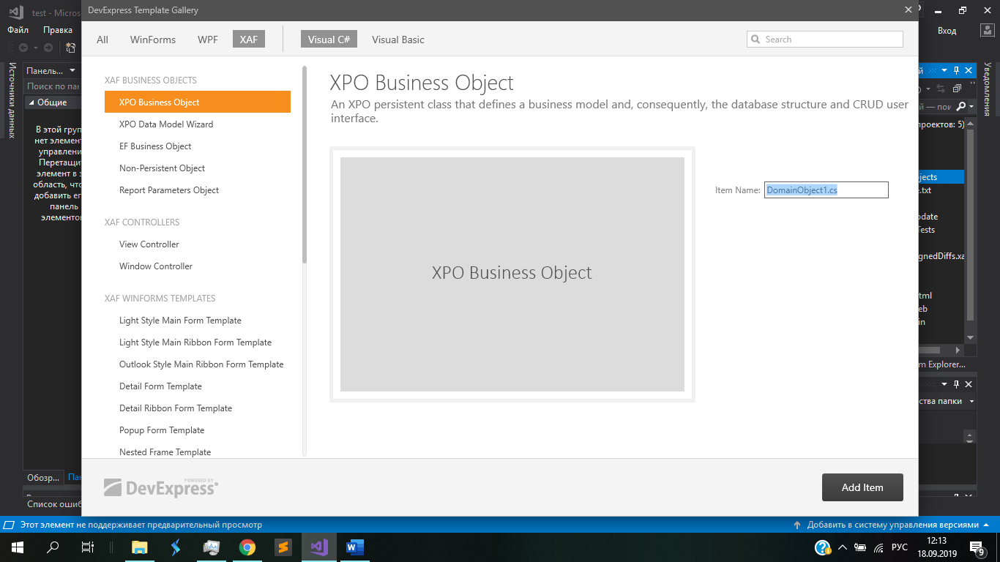 test - Micros
DevExpress Template Gallery
Файл
Правка
All
WinForms
WPF
XAF
Visual C#
Visual Basic
Search
Вход
Источники данных
Панель...
Поиск по пан
Общие
В этой груп
нет элемент
управлени
Перетащит
элемент в э
область, что
добавить ег
панель
элементо
Обзор...
Пан
Список ошиб
XAF BUSINESS OBJECTS
XPO Business Object
XPO Data Model Wizard
EF Business Object
Non-Persistent Object
Report Parameters Object
XAF CONTROLLERS
View Controller
Window Controller
XAF WINFORMS TEMPLATES
Light Style Main Form Template
Light Style Main Ribbon Form Template
Outlook Style Main Ribbon Form Template
Detail Form Template
Detail Ribbon Form Template
Popup Form Template
Nested Frame Template
XPO Business Object
An XPO persistent class that defines a business model and, consequently, the database structure and CRUD user
interface.
XPO Business Object
Item Name:
DomainObject1.cs
POWERED BY
DevExpress
Add Item
Уведомления
й — пои
проектов: 5)
jects
e.txt
pdate
Tests
gnedDiffs.xa
tml
eb
in
m Explorer...
ства папки
Этот элемент не поддерживает предварительный просмотр
Добавить в систему управления версиями
РУС
12:13
18.09.2019
9